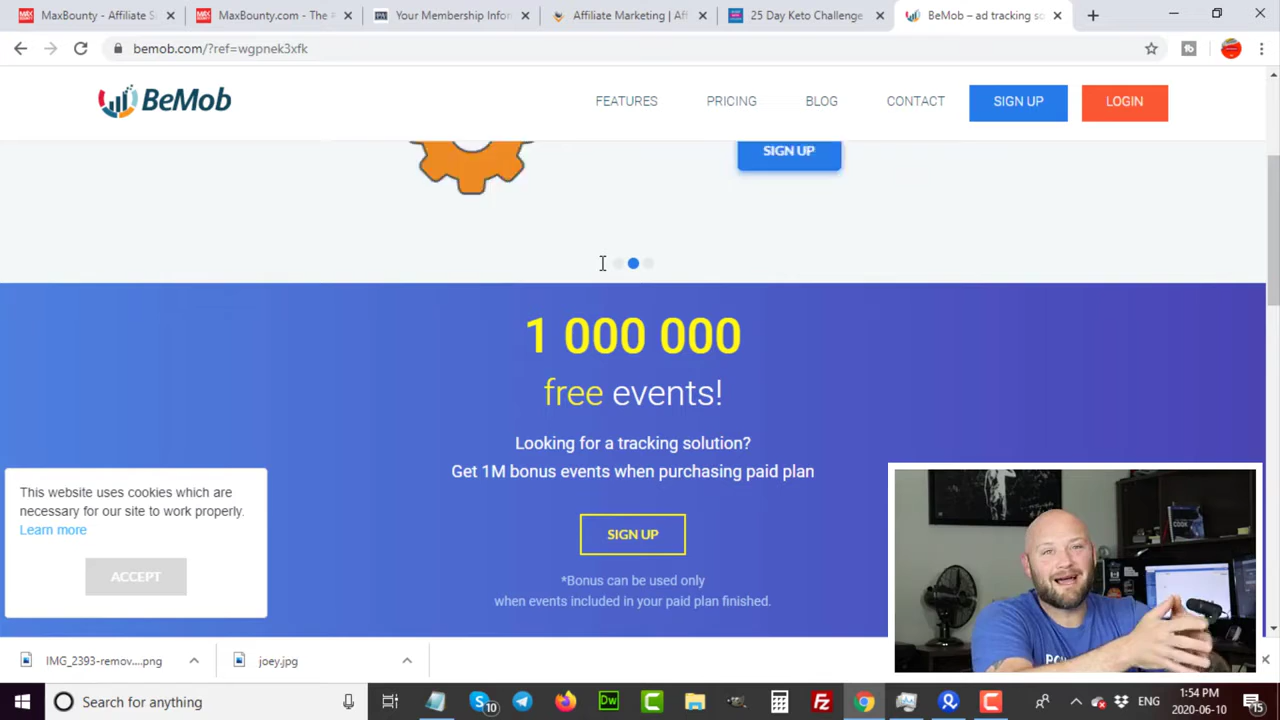 MaxBounty - Affiliate S
MaxBounty.com - The #
Your Membership Infor
Affiliate Marketing | Aff
25 Day Keto Challenge
BeMob – ad tracking so
bemob.com/?ref=wgpnek3xfk
BeMob
FEATURES
PRICING
BLOG
CONTACT
SIGN UP
LOGIN
SIGN UP
1 000 000
free events!
Looking for a tracking solution?
Get 1M bonus events when purchasing paid plan
SIGN UP
*Bonus can be used only
when events included in your paid plan finished.
This website uses cookies which are
necessary for our site to work properly.
Learn more
ACCEPT
COOK
IMG_2393-remov....png
joey.jpg
Search for anything
10
Dw
ENG
1:54 PM
2020-06-10
15